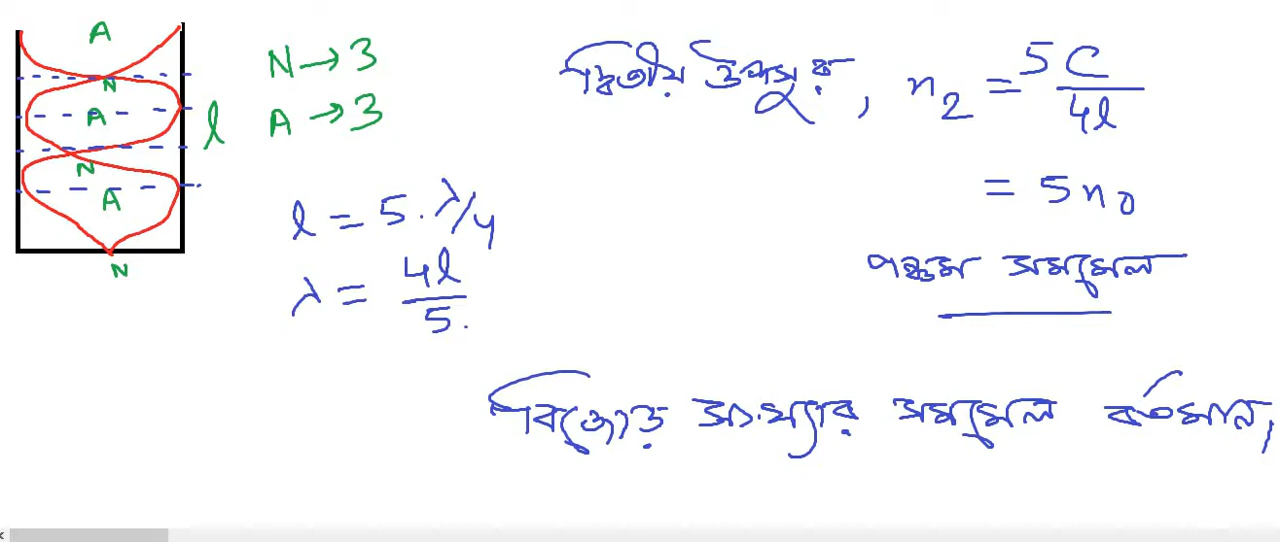 A
N
A
N
A
N
l
N → 3
A → 3
l = 5 . λ/4
λ = 4l/5
দ্বিতীয় উপসুর, n₂ = 5C/4l
= 5n₀
পঞ্চম সমমেল
বিজোড় সংখ্যার সমমেল বর্তমান,